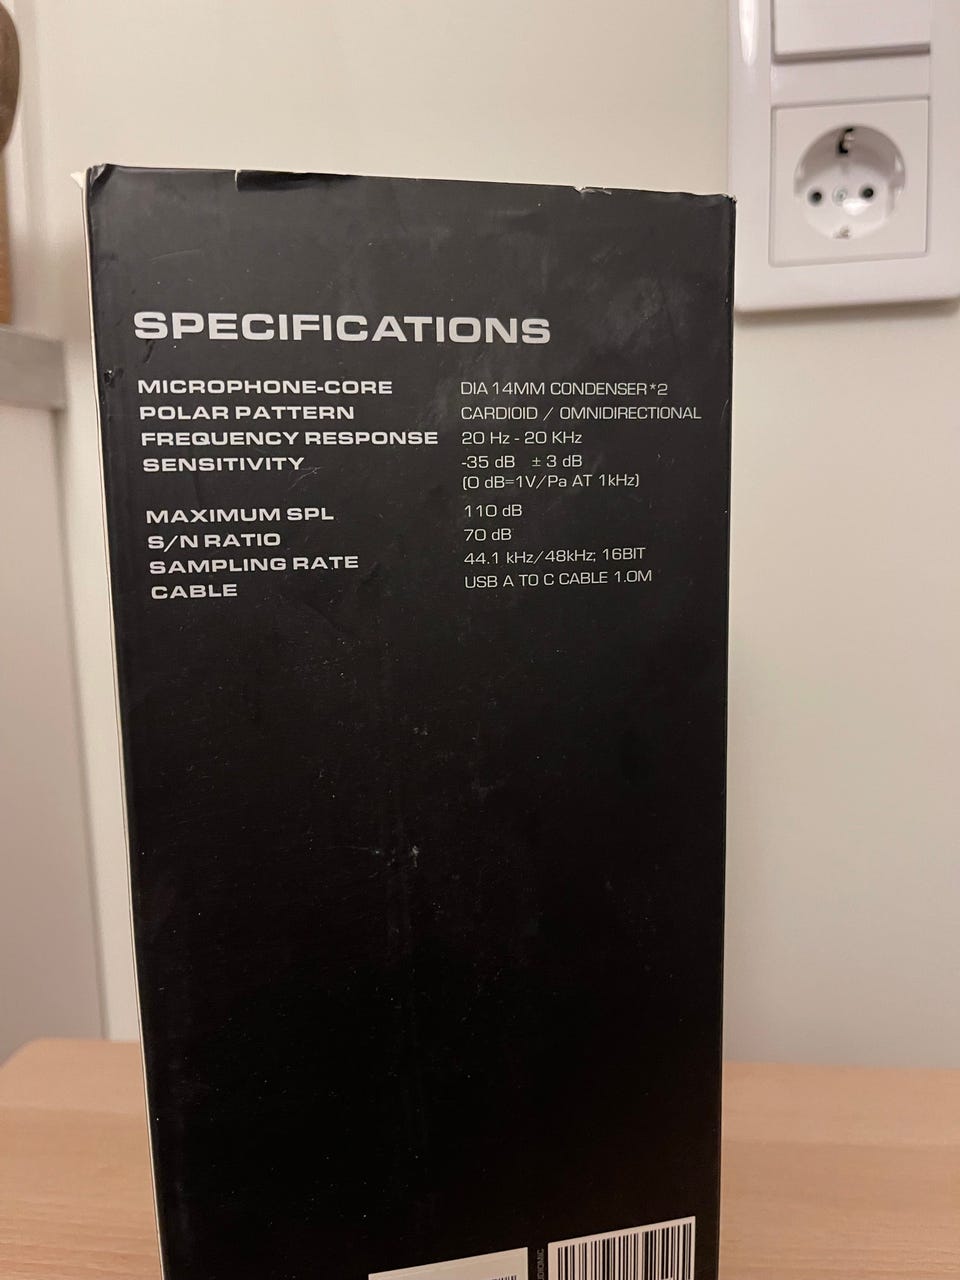 SPECIFICATIONS
MICROPHONE-CORE DIA 14MM CONDENSER*2
POLAR PATTERN CARDIOID / OMNIDIRECTIONAL
FREQUENCY RESPONSE 20 Hz - 20 KHz
SENSITIVITY -35 dB ± 3 dB
(0 dB=1V/Pa AT 1kHz)
MAXIMUM SPL 110 dB
S/N RATIO 70 dB
SAMPLING RATE 44.1 kHz/48kHz; 16BIT
CABLE USB A TO C CABLE 1.0M